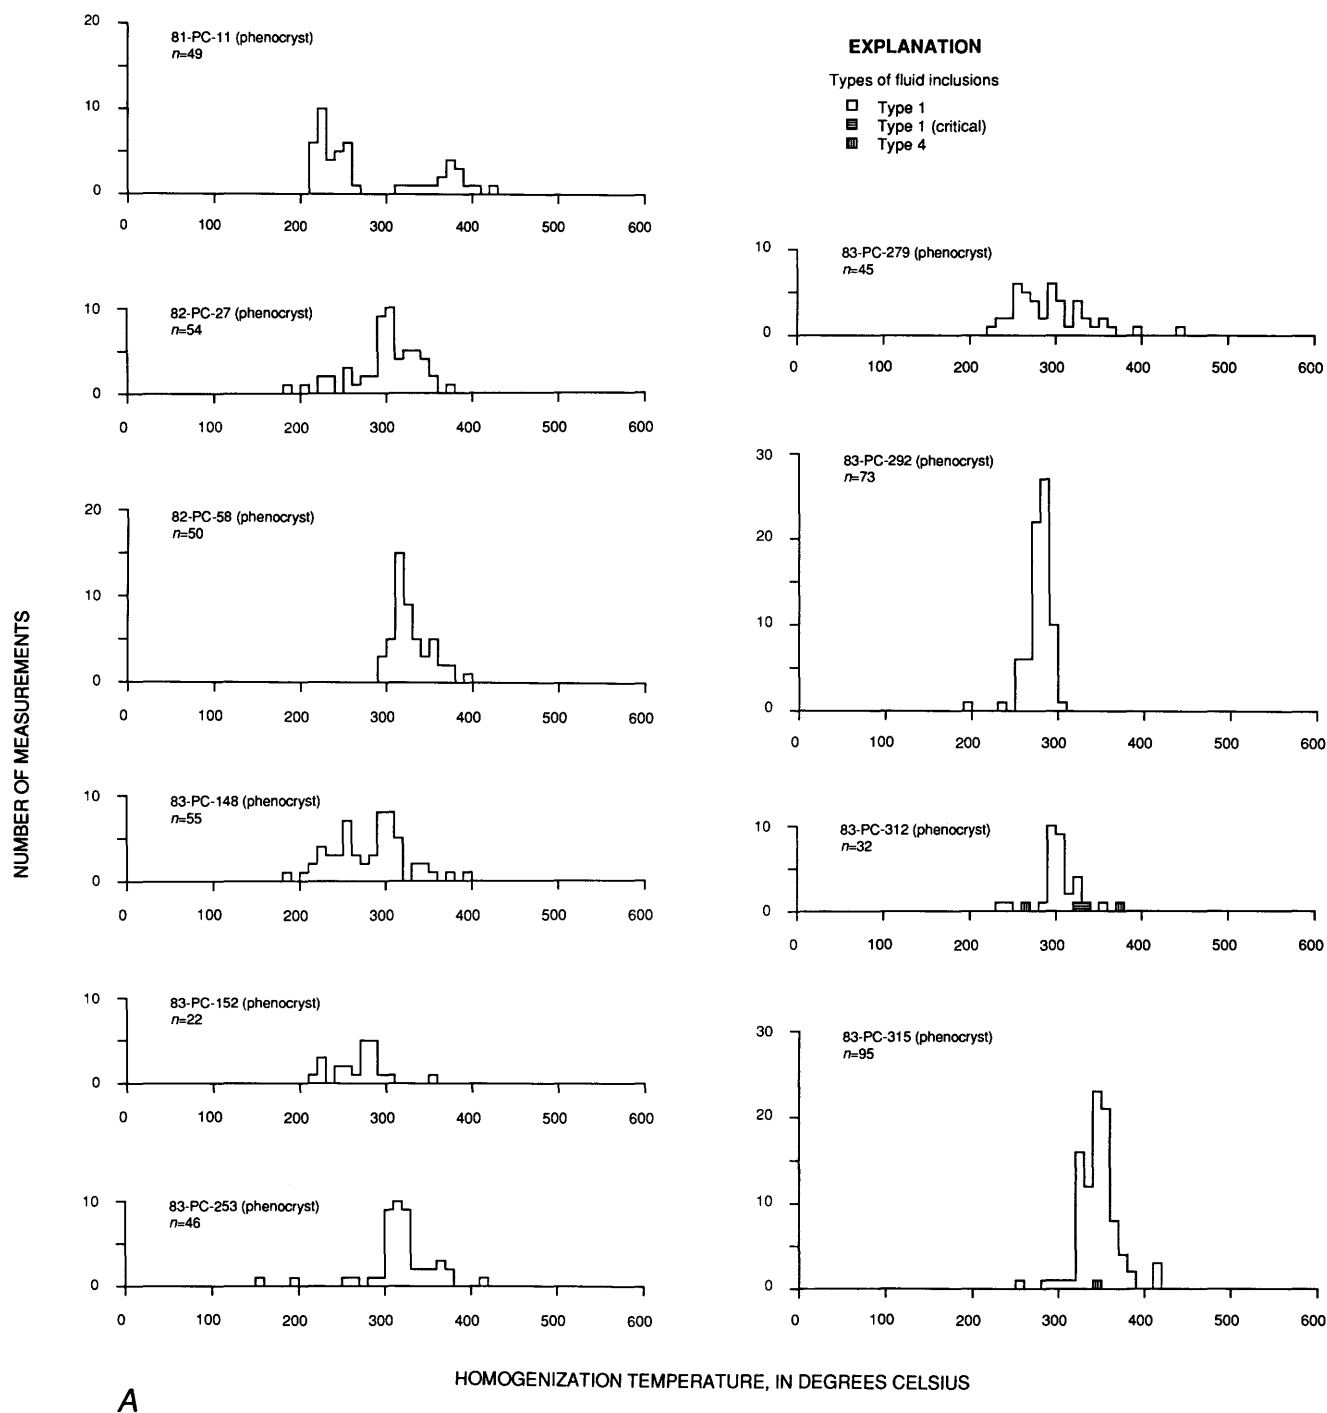 20
10
0
81-PC-11 (phenocryst)
n=49
0 100 200 300 400 500 600
10
0
82-PC-27 (phenocryst)
n=54
0 100 200 300 400 500 600
20
10
0
82-PC-58 (phenocryst)
n=50
0 100 200 300 400 500 600
10
0
83-PC-148 (phenocryst)
n=55
0 100 200 300 400 500 600
10
0
83-PC-152 (phenocryst)
n=22
0 100 200 300 400 500 600
10
0
83-PC-253 (phenocryst)
n=46
0 100 200 300 400 500 600
EXPLANATION
Types of fluid inclusions
Type 1
Type 1 (critical)
Type 4
10
0
83-PC-279 (phenocryst)
n=45
0 100 200 300 400 500 600
30
20
10
0
83-PC-292 (phenocryst)
n=73
0 100 200 300 400 500 600
10
0
83-PC-312 (phenocryst)
n=32
0 100 200 300 400 500 600
30
20
10
0
83-PC-315 (phenocryst)
n=95
0 100 200 300 400 500 600
NUMBER OF MEASUREMENTS
HOMOGENIZATION TEMPERATURE, IN DEGREES CELSIUS
A